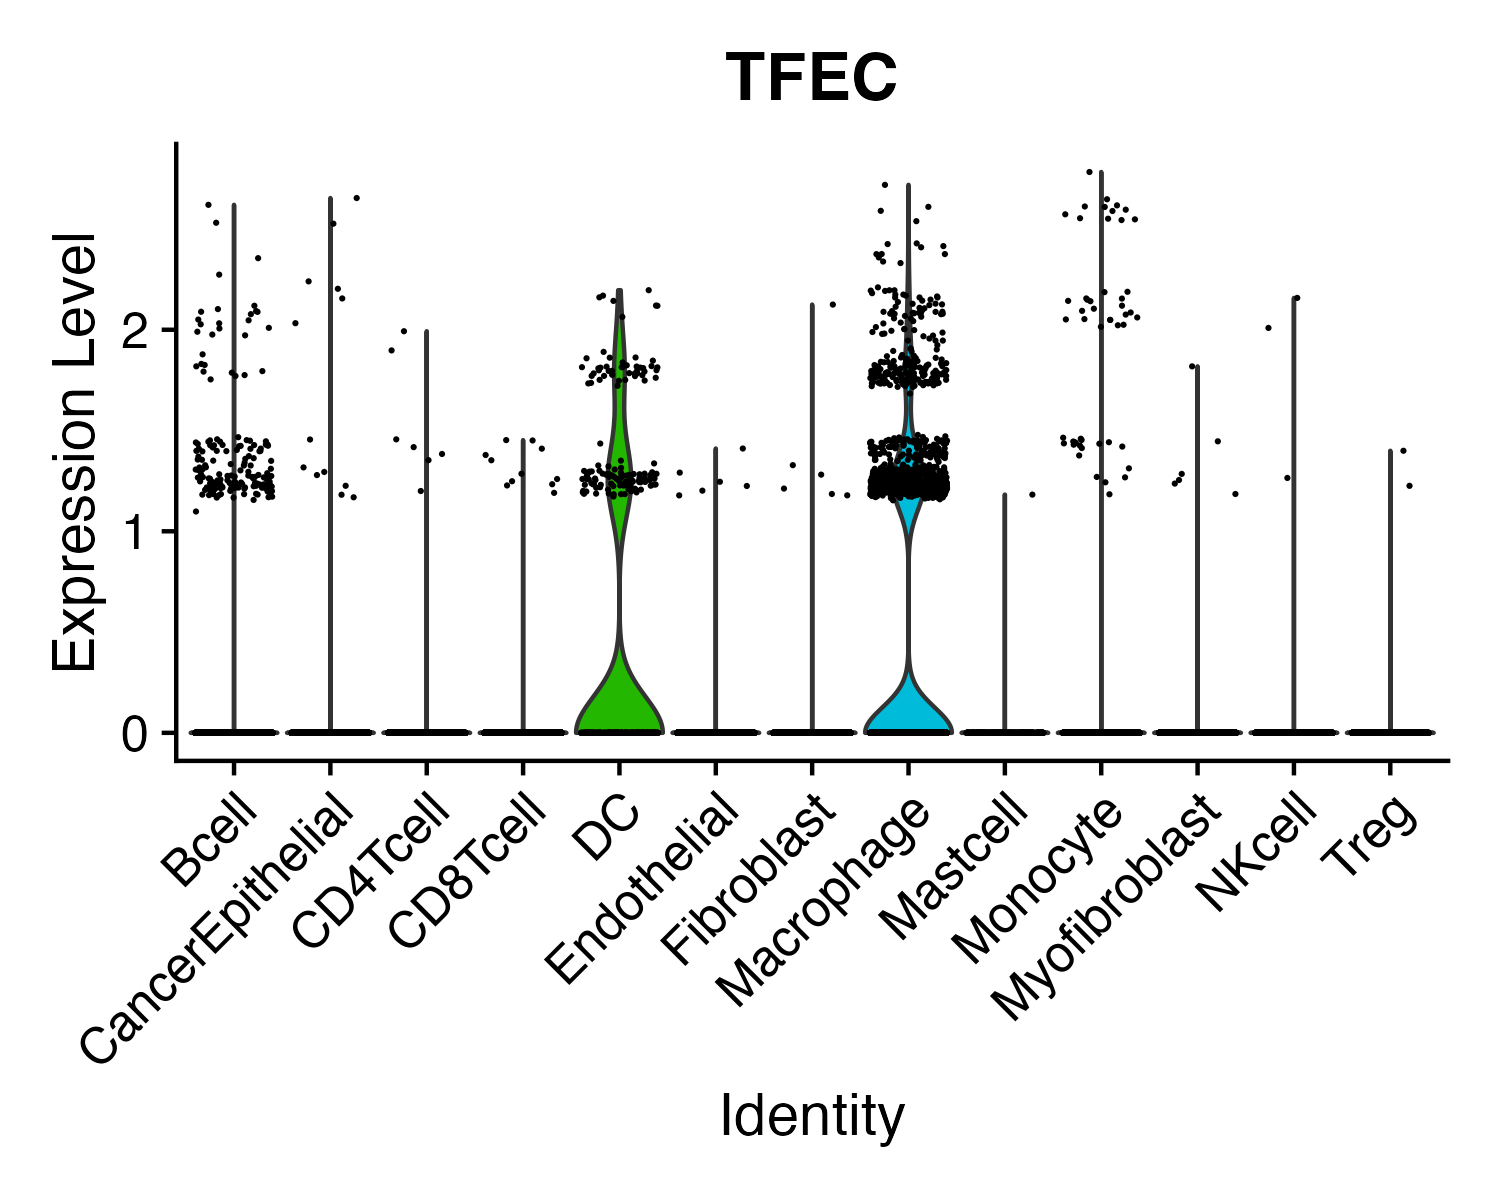 TFEC
Expression Level
2
1
0
Bcell
CancerEpithelial
CD4Tcell
CD8Tcell
DC
Endothelial
Fibroblast
Macrophage
Mastcell
Monocyte
Myofibroblast
NKcell
Treg
Identity